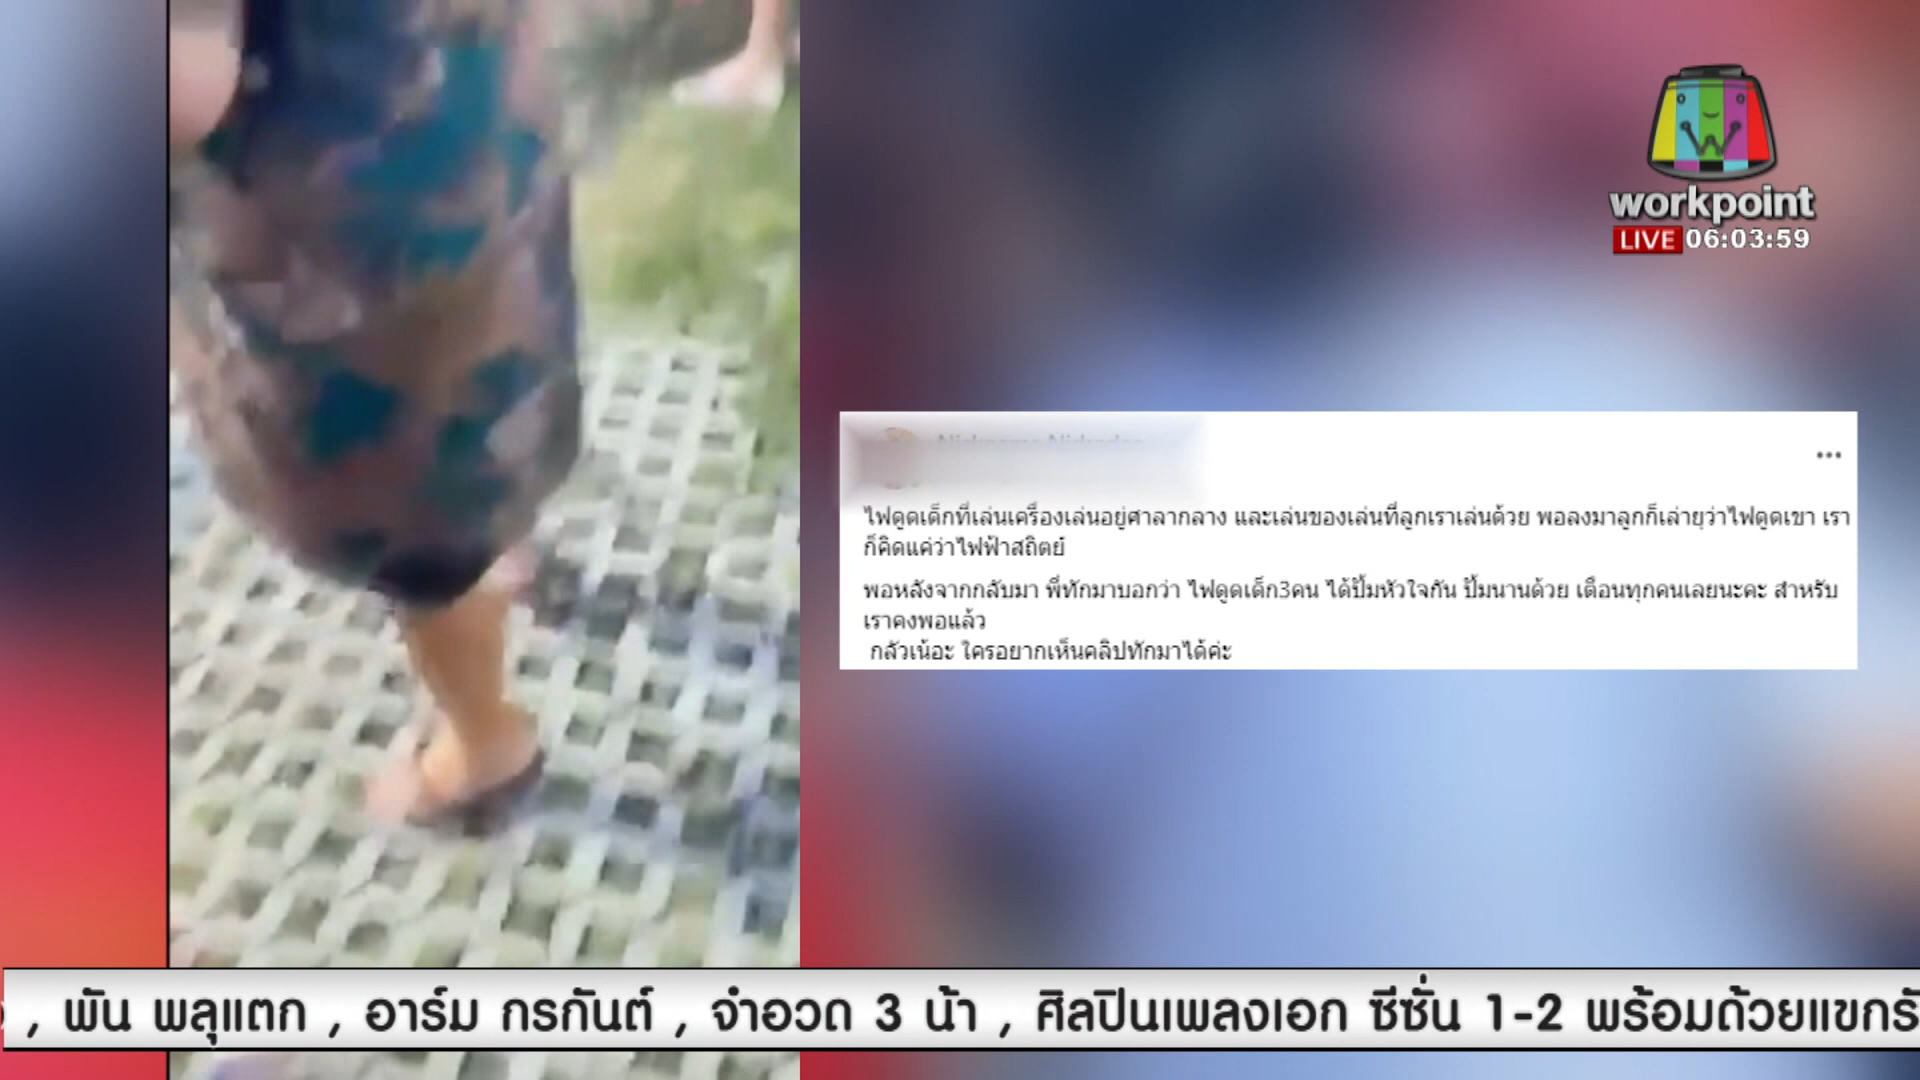 workpoint
LIVE 06:03:59
ไฟดูดเด็กที่เล่นเครื่องเล่นอยู่ศาลากลาง และเล่นของเล่นที่ลูกเราเล่นด้วย พอลงมาลูกก็เล่ายุว่าไฟดูดเขา เรา
ก็คิดแค่ว่าไฟฟ้าสถิตย์
พอหลังจากกลับมา พี่ทักมาบอกว่า ไฟดูดเด็ก3คน ได้ปั๊มหัวใจกัน ปั๊มนานด้วย เตือนทุกคนเลยนะคะ สำหรับ
เราคงพอแล้ว
กลัวเน้อะ ใครอยากเห็นคลิปทักมาได้ค่ะ
, พัน พลุแตก , อาร์ม กรกันต์ , จำอวด 3 น้า , ศิลปินเพลงเอก ซีซั่น 1-2 พร้อมด้วยแขกรั